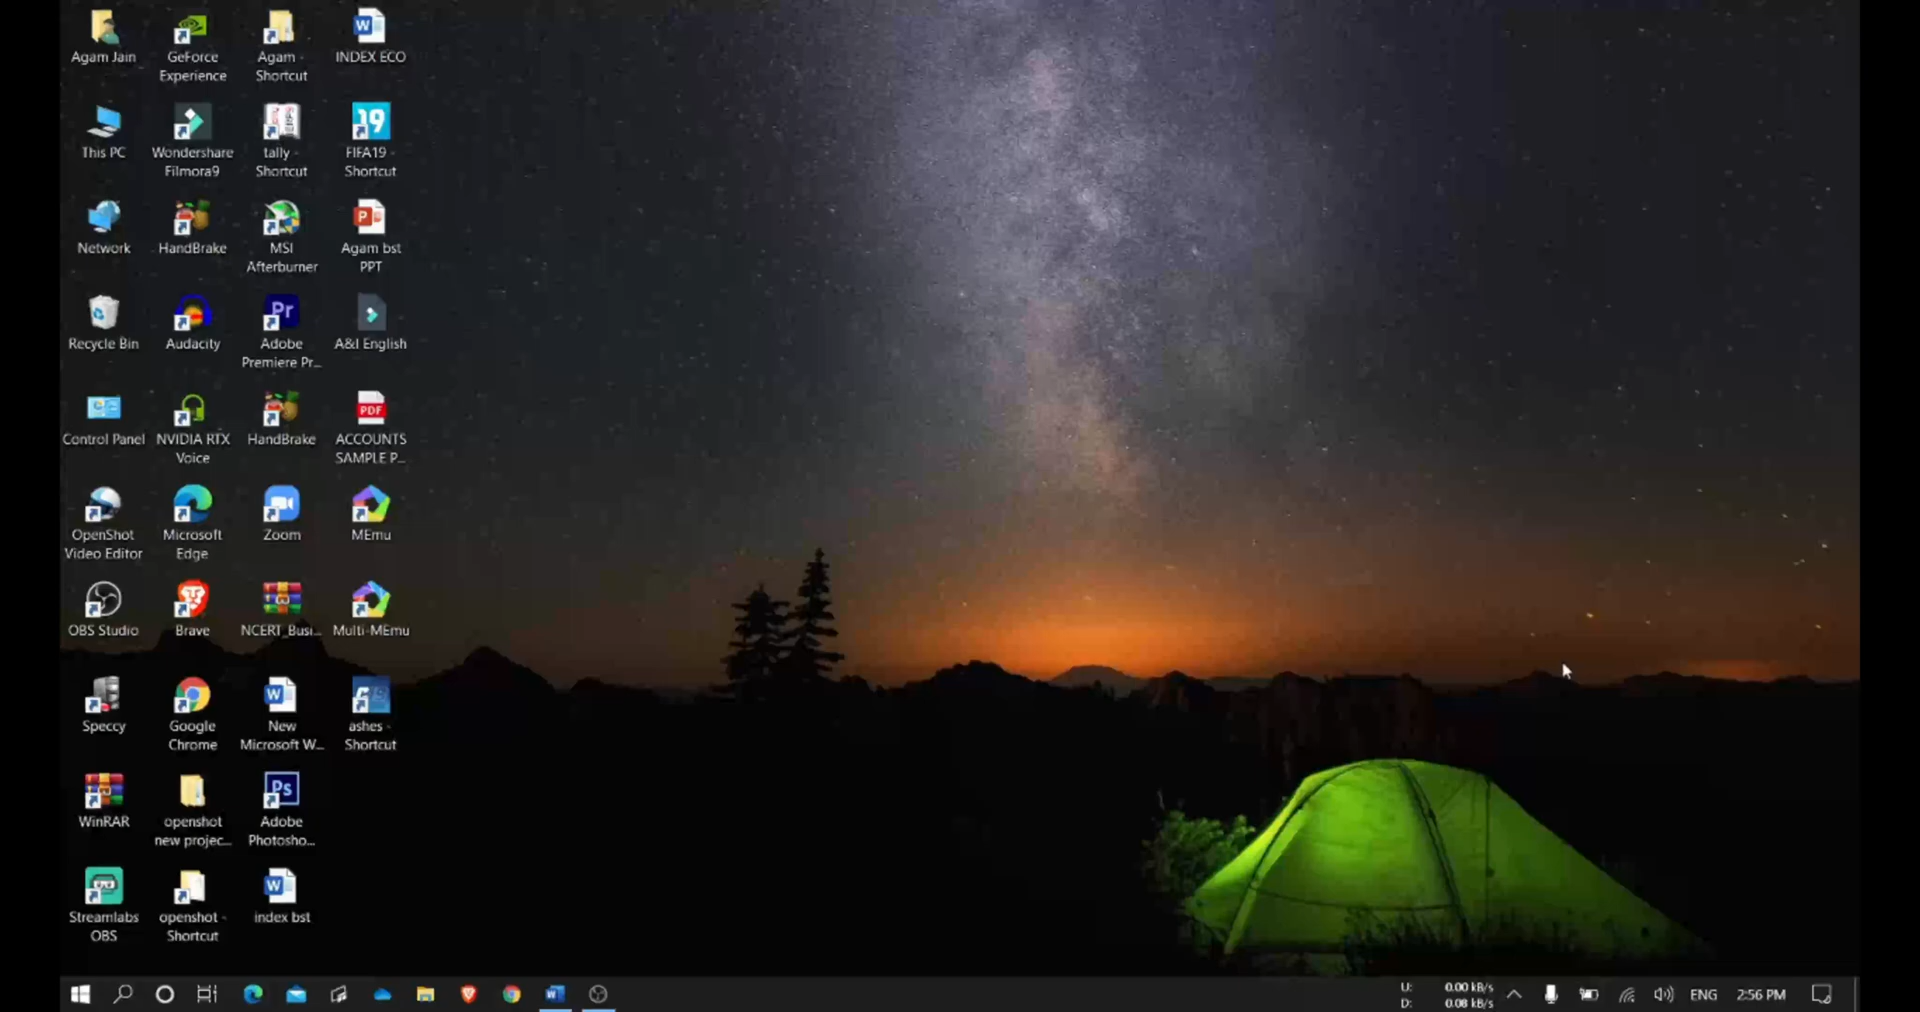 Agam Jain
GeForce
Experience
Agam -
Shortcut
INDEX ECO
This PC
Wondershare
Filmora9
tally -
Shortcut
19
FIFA19 -
Shortcut
Network
HandBrake
MSI
Afterburner
P
Agam bst
PPT
Recycle Bin
Audacity
Pr
Adobe
Premiere Pr...
A&I English
Control Panel
NVIDIA RTX
Voice
HandBrake
PDF
ACCOUNTS
SAMPLE P...
OpenShot
Video Editor
Microsoft
Edge
Zoom
MEmu
OBS Studio
Brave
NCERT_Busi...
Multi-MEmu
Speccy
Google
Chrome
W
New
Microsoft W...
ashes -
Shortcut
WinRAR
openshot
new projec...
Ps
Adobe
Photosho...
Streamlabs
OBS
openshot -
Shortcut
W
index bst
U: 0.00 kB/s
D: 0.08 kB/s
ENG
2:56 PM